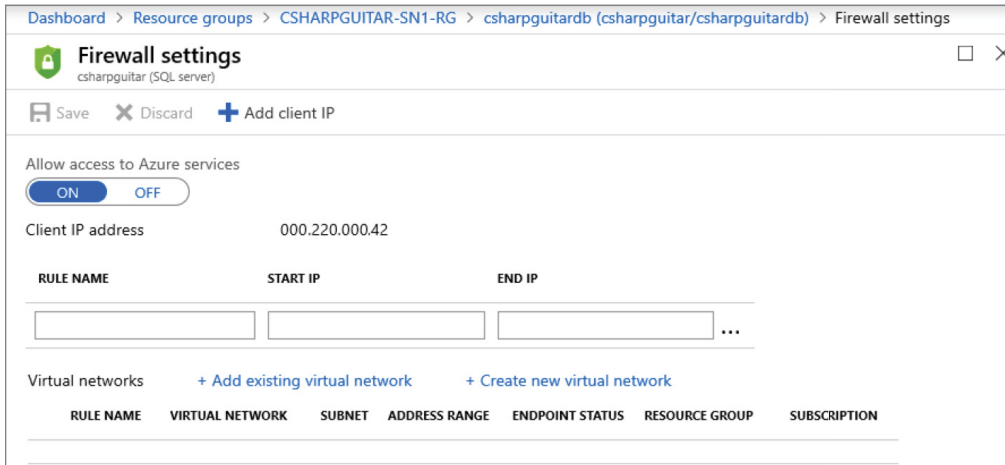 Dashboard > Resource groups > CSHARPGUITAR-SN1-RG > csharpguitardb (csharpguitar/csharpguitardb) > Firewall settings
Firewall settings
csharpguitar (SQL server)
Save Discard Add client IP
Allow access to Azure services
ON OFF
Client IP address 000.220.000.42
RULE NAME START IP END IP
...
Virtual networks + Add existing virtual network + Create new virtual network
RULE NAME VIRTUAL NETWORK SUBNET ADDRESS RANGE ENDPOINT STATUS RESOURCE GROUP SUBSCRIPTION